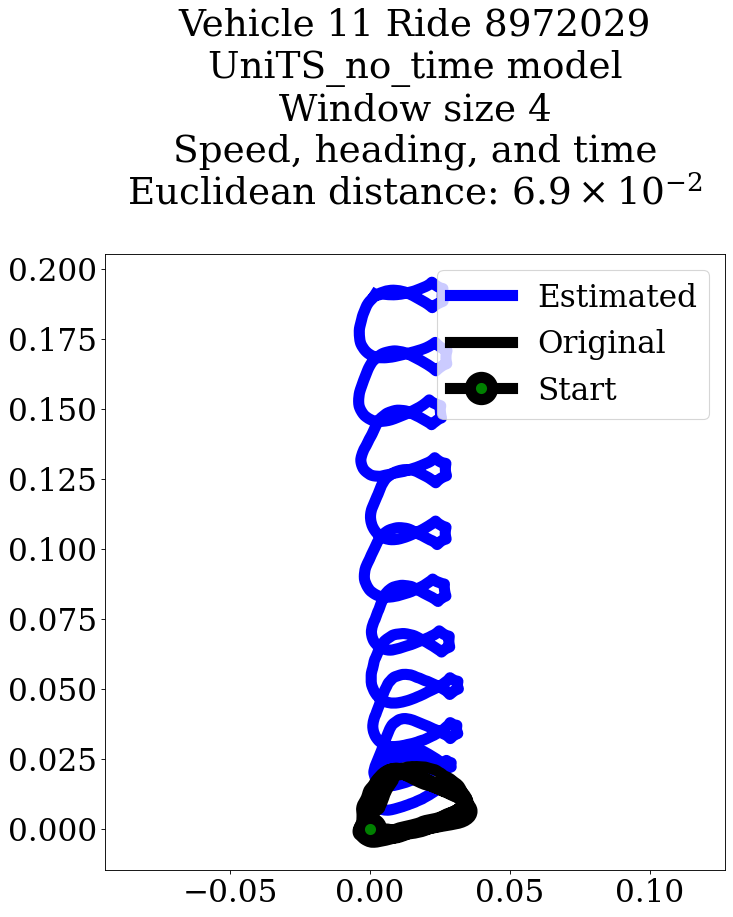 Vehicle 11 Ride 8972029
UniTS_no_time model
Window size 4
Speed, heading, and time
Euclidean distance: 6.9 × 10⁻²
0.200
0.175
0.150
0.125
0.100
0.075
0.050
0.025
0.000
Estimated
Original
Start
−0.05
0.00
0.05
0.10